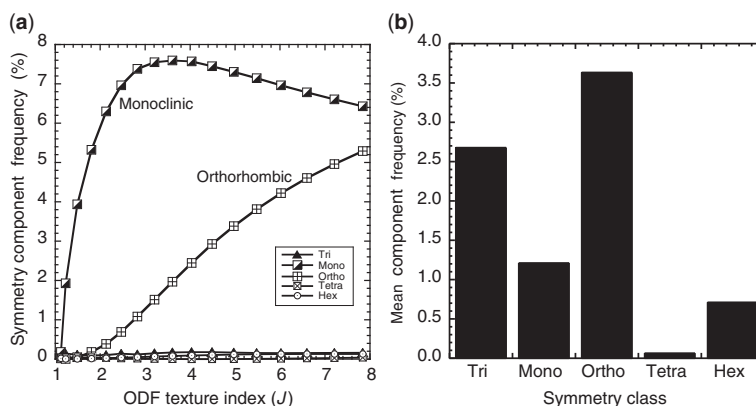 (a)
Symmetry component frequency (%)
8
7
6
5
4
3
2
1
0
Monoclinic
Orthorhombic
Tri
Mono
Ortho
Tetra
Hex
1 2 3 4 5 6 7 8
ODF texture index (J)
(b)
Mean component frequency (%)
4.0
3.5
3.0
2.5
2.0
1.5
1.0
0.5
0.0
Tri Mono Ortho Tetra Hex
Symmetry class